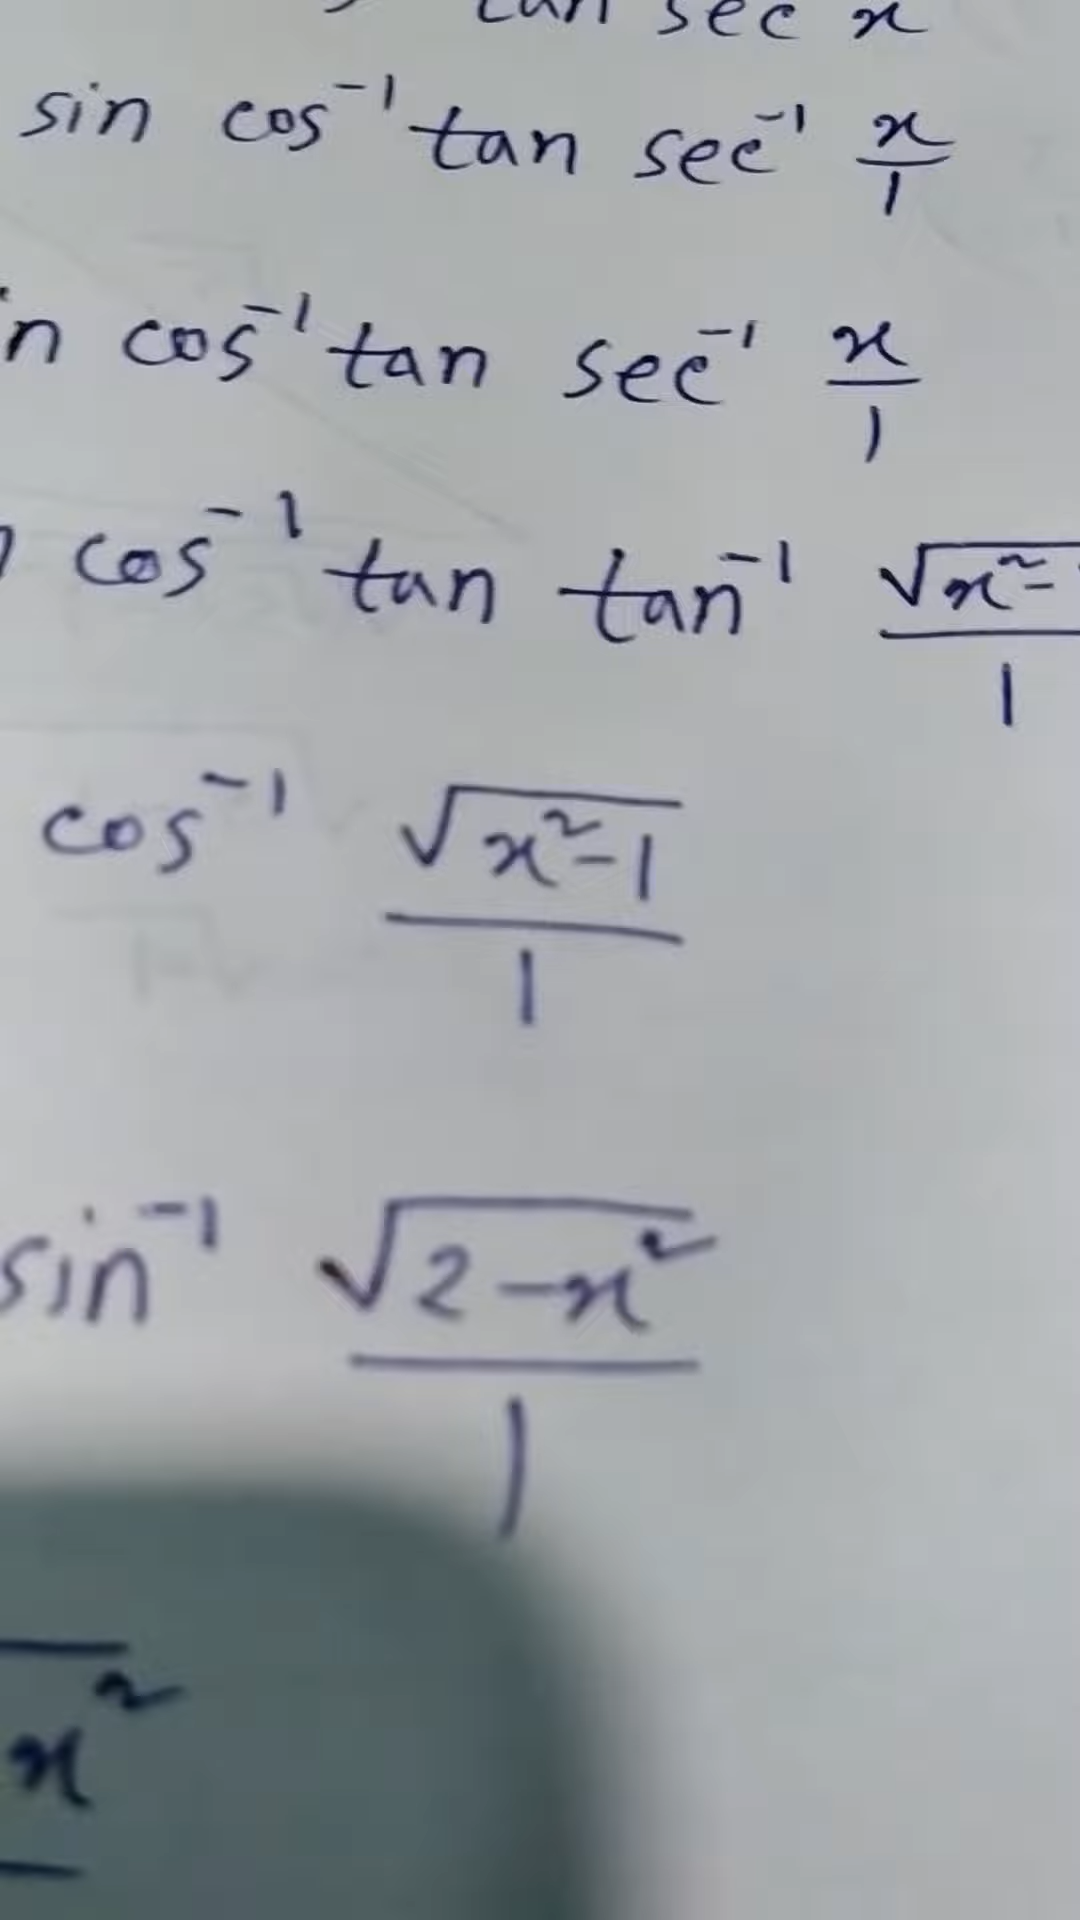 tan sec x
sin cos⁻¹ tan sec⁻¹ x/1
n cos⁻¹ tan sec⁻¹ x/1
cos⁻¹ tan tan⁻¹ √x²-/1
cos⁻¹ √x²-1/1
sin⁻¹ √2-x²/1
x²